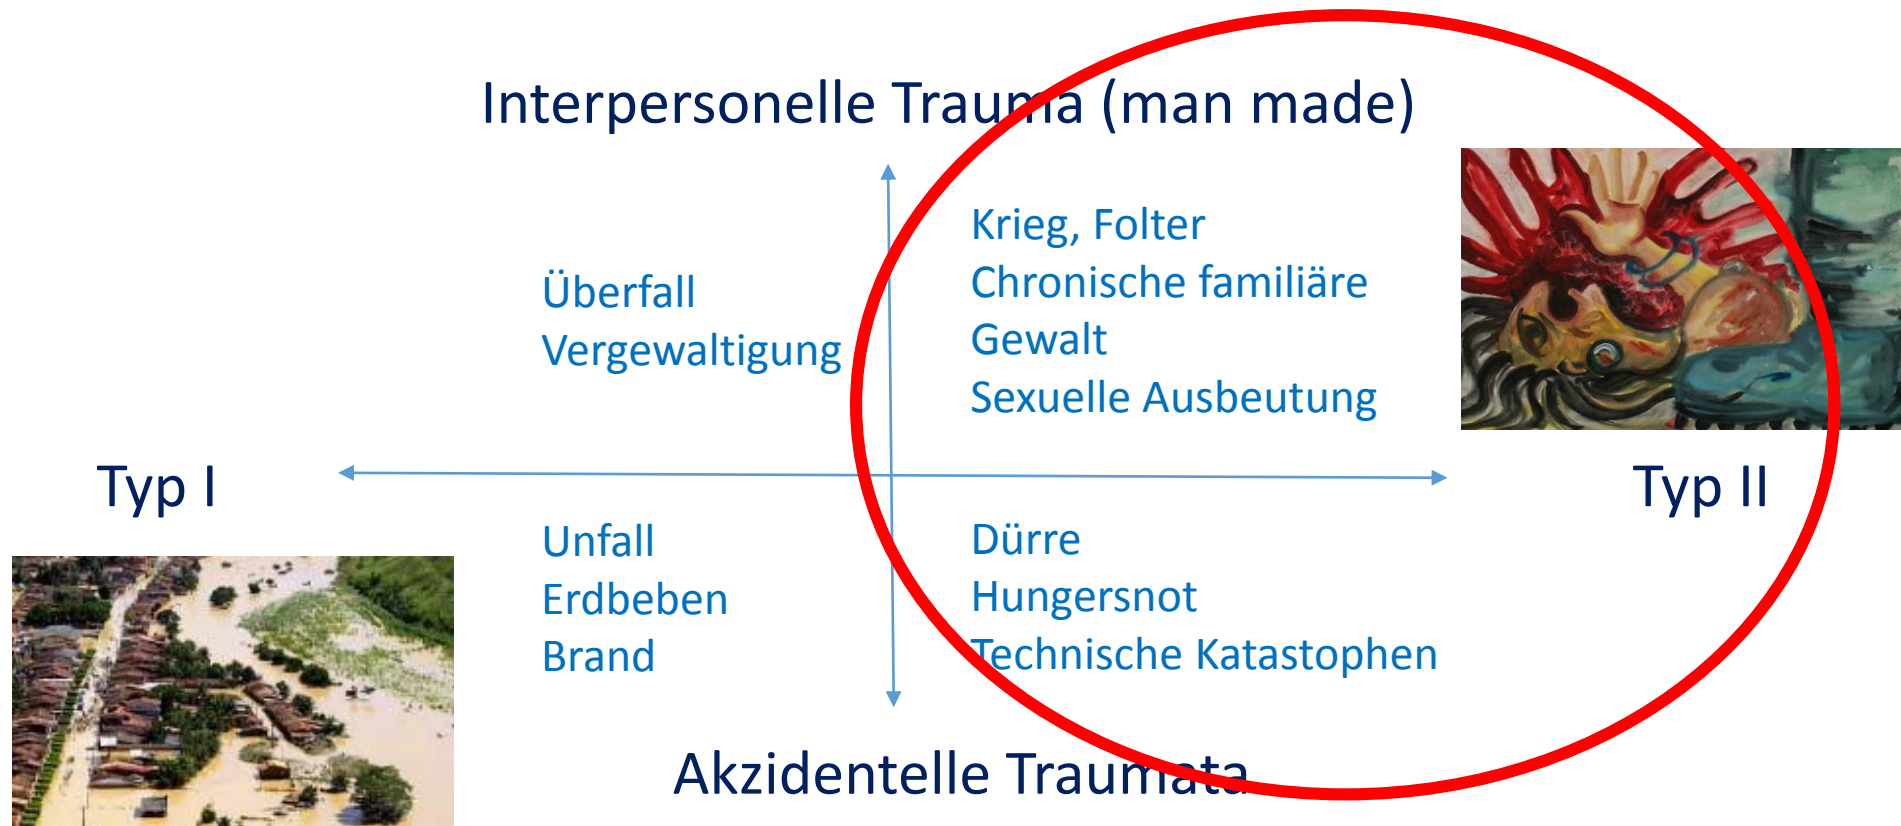 Interpersonelle Trauma (man made)
Krieg, Folter
Chronische familiäre
Gewalt
Sexuelle Ausbeutung
Überfall
Vergewaltigung
Typ I
Typ II
Unfall
Erdbeben
Brand
Dürre
Hungersnot
Technische Katastophen
Akzidentelle Traumata